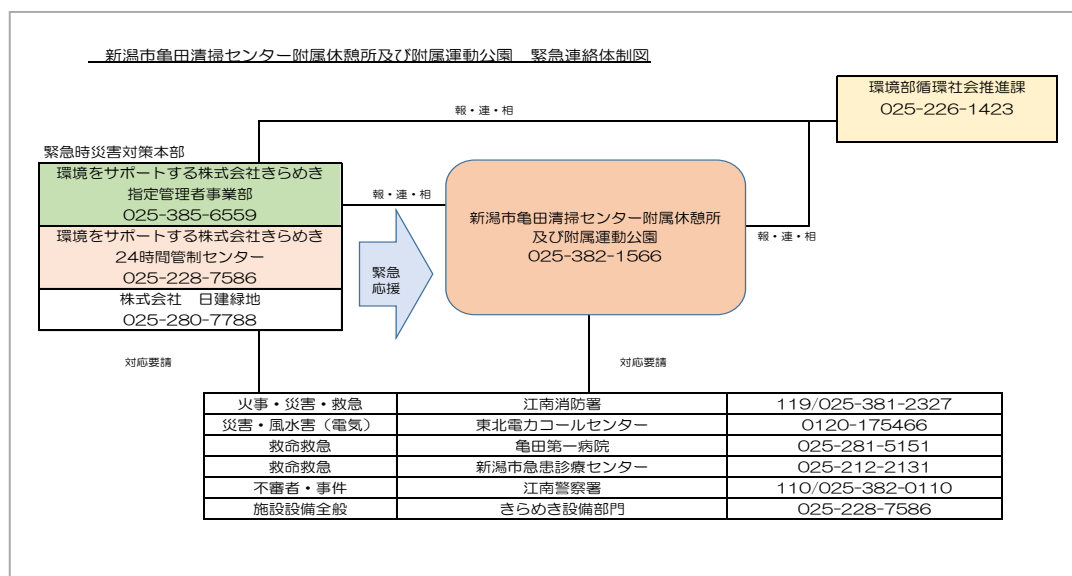 新潟市亀田清掃センター附属休憩所及び附属運動公園　緊急連絡体制図
環境部循環社会推進課
025-226-1423
報・連・相
緊急時災害対策本部
環境をサポートする株式会社きらめき
指定管理者事業部
025-385-6559
環境をサポートする株式会社きらめき
24時間管制センター
025-228-7586
株式会社　日建緑地
025-280-7788
報・連・相
緊急
応援
新潟市亀田清掃センター附属休憩所
及び附属運動公園
025-382-1566
報・連・相
対応要請
対応要請
火事・災害・救急 江南消防署 119/025-381-2327
災害・風水害（電気） 東北電力コールセンター 0120-175466
救命救急 亀田第一病院 025-281-5151
救命救急 新潟市急患診療センター 025-212-2131
不審者・事件 江南警察署 110/025-382-0110
施設設備全般 きらめき設備部門 025-228-7586